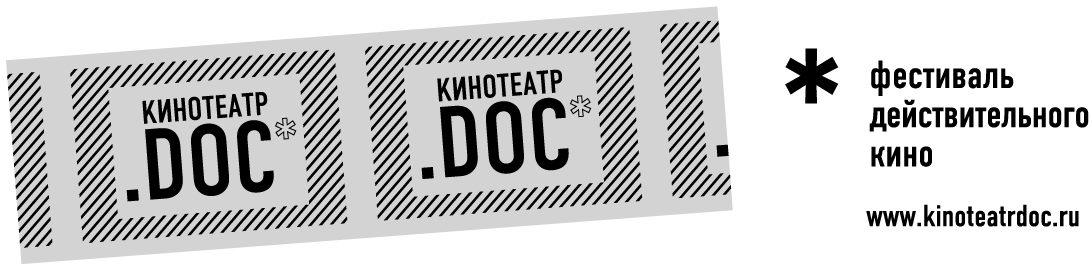 КИНОТЕАТР
.DOC*
КИНОТЕАТР
.DOC*
.
* фестиваль
действительного
кино
www.kinoteatrdoc.ru